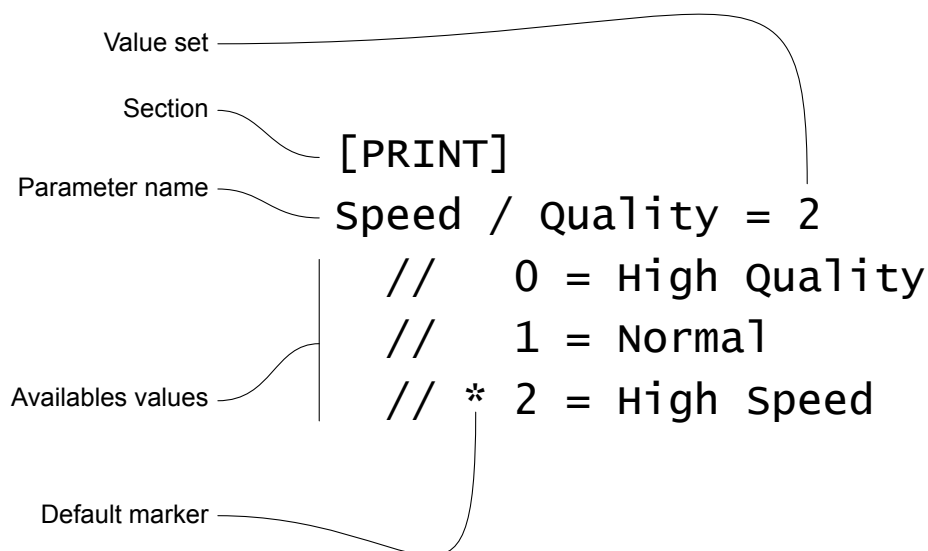 Value set
Section
[PRINT]
Parameter name
Speed / Quality = 2
// 0 = High Quality
// 1 = Normal
Availables values
// * 2 = High Speed
Default marker